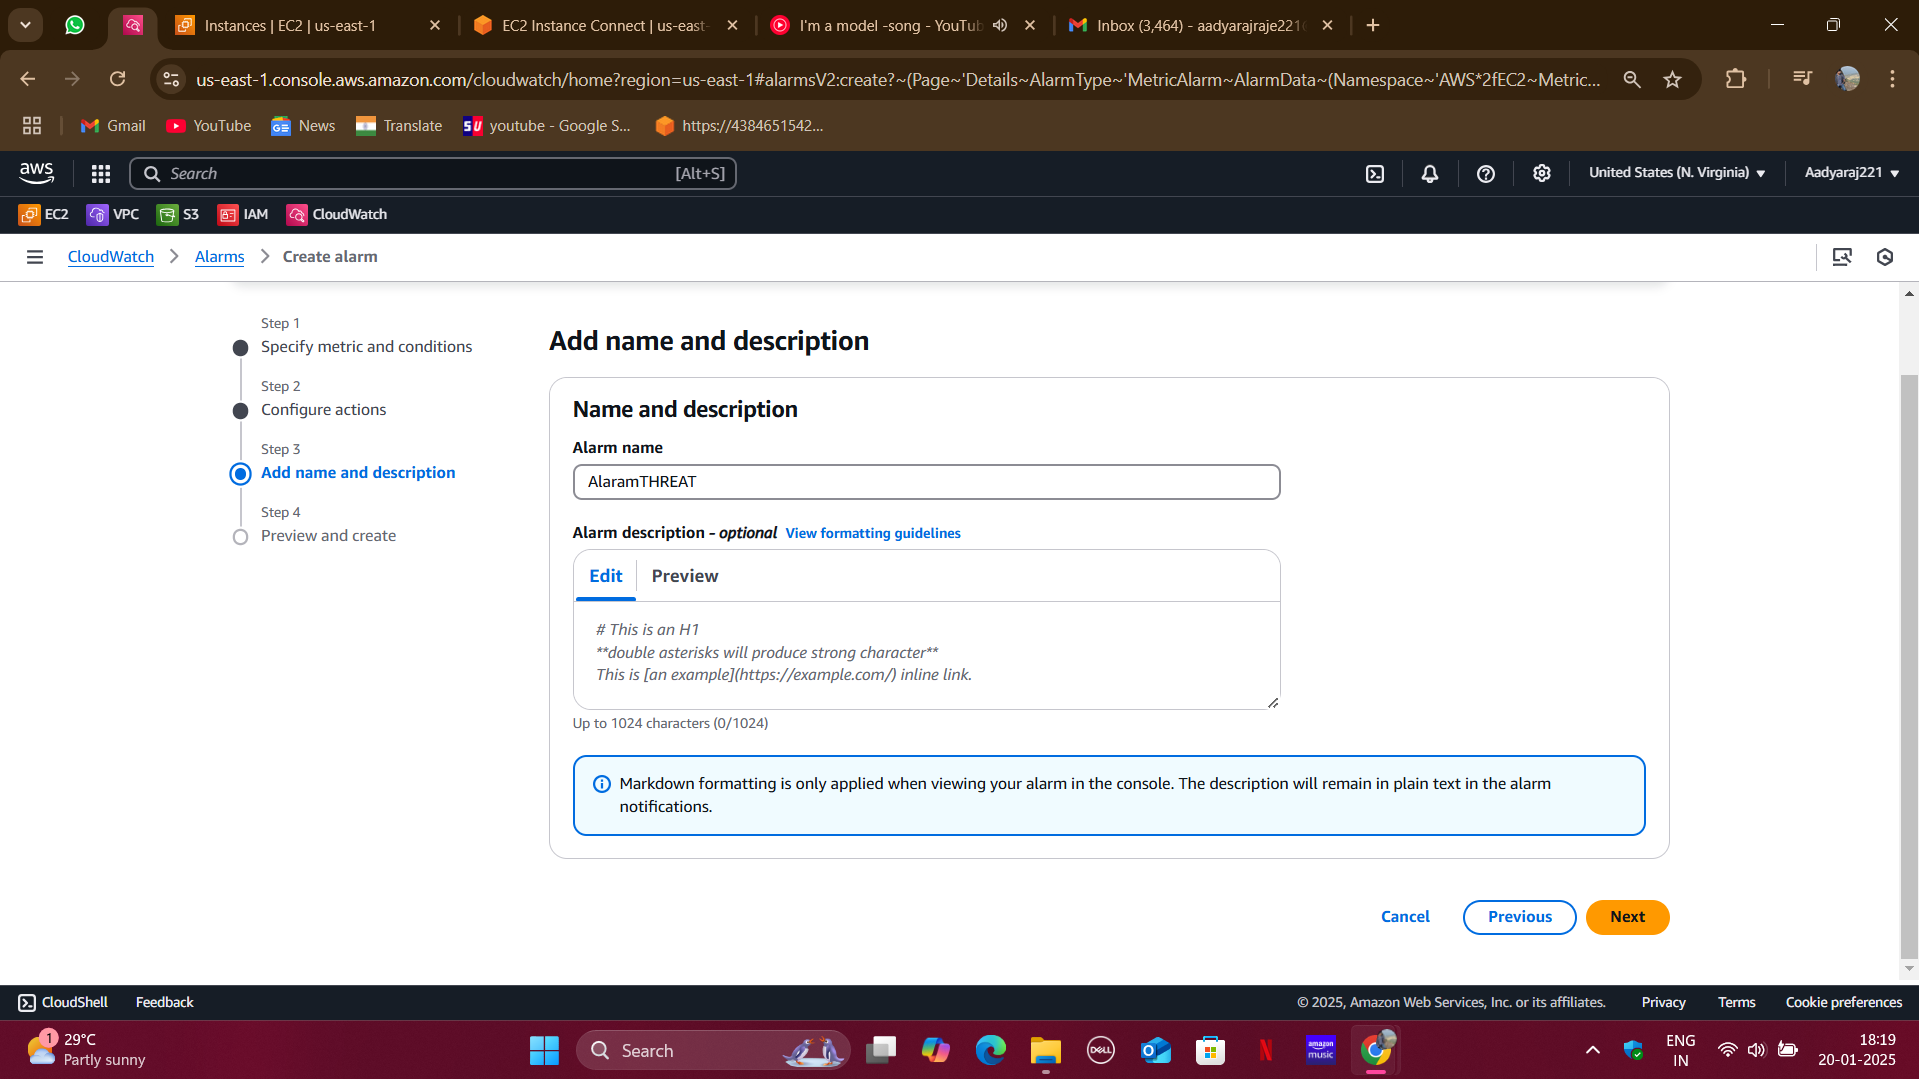 Instances | EC2 | us-east-1
EC2 Instance Connect | us-east-
I'm a model -song - YouTub
Inbox (3,464) - aadyarajraje221
us-east-1.console.aws.amazon.com/cloudwatch/home?region=us-east-1#alarmsV2:create?~(Page~'Details~AlarmType~'MetricAlarm~AlarmData~(Namespace~'AWS*2fEC2~Metric...
Gmail
YouTube
News
Translate
youtube - Google S...
https://4384651542...
aws
Search
[Alt+S]
United States (N. Virginia)
Aadyaraj221
EC2
VPC
S3
IAM
CloudWatch
CloudWatch
Alarms
Create alarm
Step 1
Specify metric and conditions
Step 2
Configure actions
Step 3
Add name and description
Step 4
Preview and create
Add name and description
Name and description
Alarm name
AlaramTHREAT
Alarm description - optional View formatting guidelines
Edit
Preview
# This is an H1
**double asterisks will produce strong character**
This is [an example](https://example.com/) inline link.
Up to 1024 characters (0/1024)
Markdown formatting is only applied when viewing your alarm in the console. The description will remain in plain text in the alarm
notifications.
Cancel
Previous
Next
CloudShell
Feedback
© 2025, Amazon Web Services, Inc. or its affiliates.
Privacy
Terms
Cookie preferences
1
29°C
Partly sunny
Search
DELL
amazon
music
ENG
IN
18:19
20-01-2025